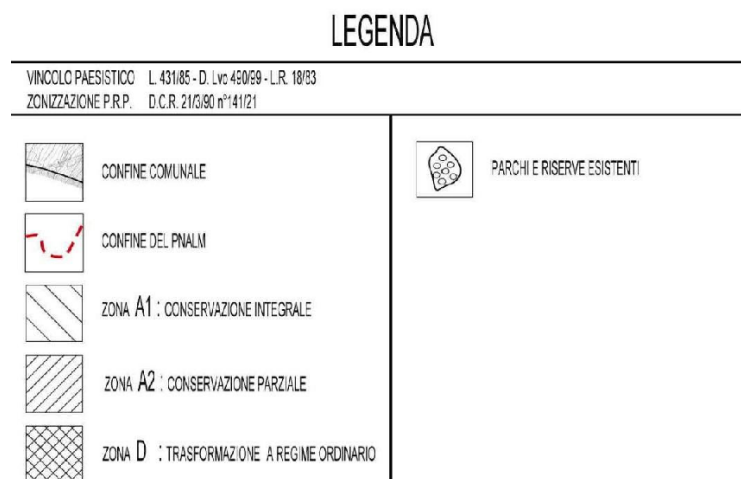 LEGENDA
VINCOLO PAESISTICO L. 431/85 - D. Lvo 490/99 - L.R. 18/83
ZONIZZAZIONE P.R.P. D.C.R. 21/3/90 n°141/21
CONFINE COMUNALE
CONFINE DEL PNALM
ZONA A1 : CONSERVAZIONE INTEGRALE
ZONA A2 : CONSERVAZIONE PARZIALE
ZONA D : TRASFORMAZIONE A REGIME ORDINARIO
PARCHI E RISERVE ESISTENTI